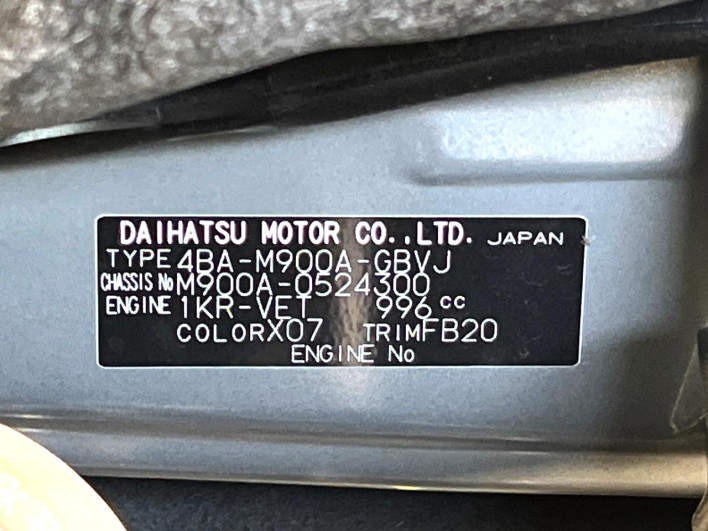 DAIHATSU MOTOR CO.,LTD. JAPAN
TYPE 4BA-M900A-GBVJ
CHASSIS No M900A-0524300
ENGINE 1KR-VET 996 cc
COLOR X07 TRIM FB20
ENGINE No